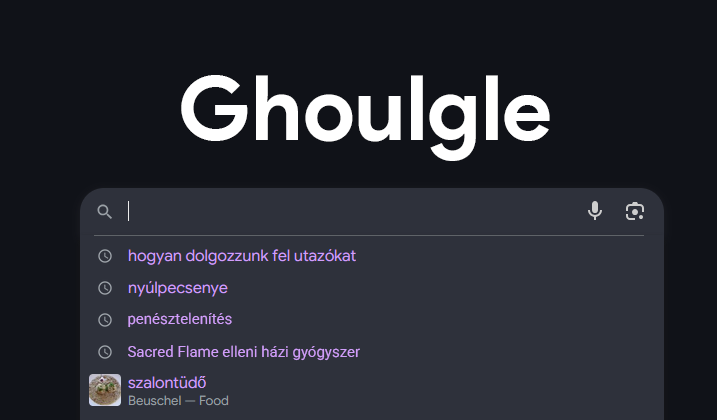 Ghoulgle
hogyan dolgozzunk fel utazókat
nyúlpecsenye
penésztelenítés
Sacred Flame elleni házi gyógyszer
szalontüdő
Beuschel — Food